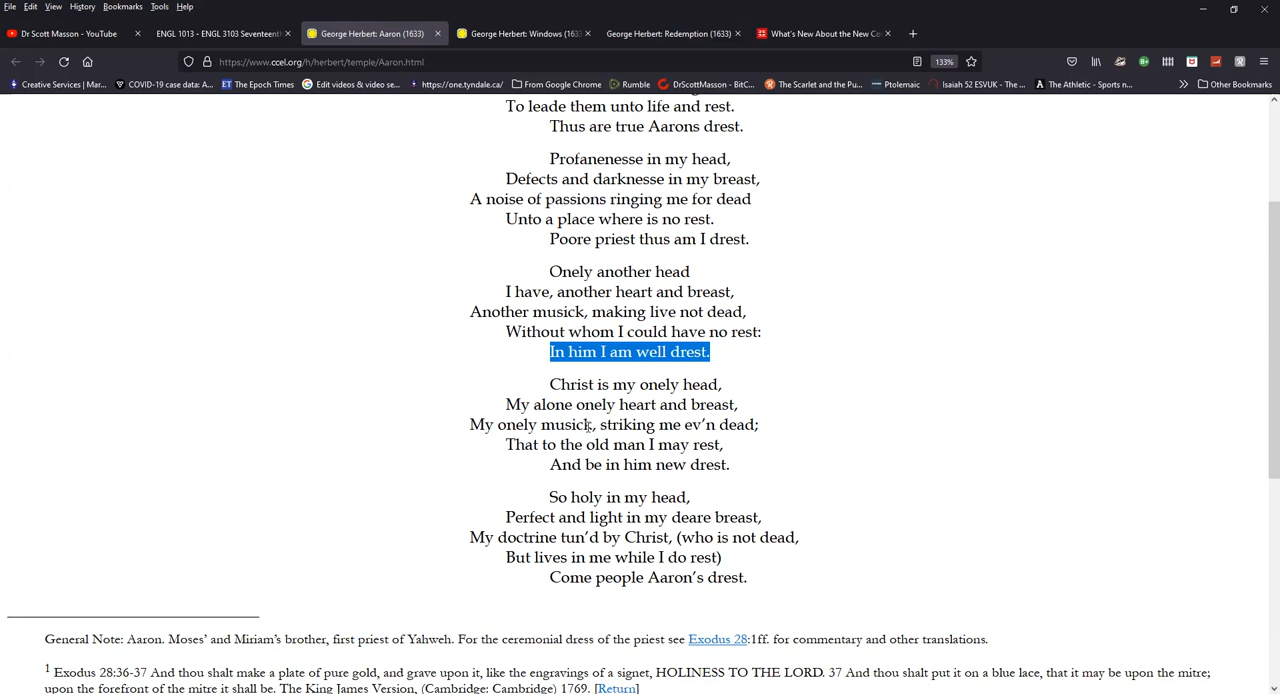 File Edit View History Bookmarks Tools Help
Dr Scott Masson - YouTube
ENGL 1013 - ENGL 3103 Seventeenth
George Herbert: Aaron (1633)
George Herbert: Windows (1633
George Herbert: Redemption (1633)
What's New About the New Co
https://www.ccel.org/h/herbert/temple/Aaron.html
133%
Creative Services | Mar...
COVID-19 case data: A...
The Epoch Times
Edit videos & video se...
https://one.tyndale.ca/
From Google Chrome
Rumble
DrScottMasson - BitC...
The Scarlet and the Pu...
Ptolemaic
Isaiah 52 ESVUK - The ...
The Athletic - Sports n...
Other Bookmarks
To leade them unto life and rest.
Thus are true Aarons drest.
Profanenesse in my head,
Defects and darknesse in my breast,
A noise of passions ringing me for dead
Unto a place where is no rest.
Poore priest thus am I drest.
Onely another head
I have, another heart and breast,
Another musick, making live not dead,
Without whom I could have no rest:
In him I am well drest.
Christ is my onely head,
My alone onely heart and breast,
My onely musick, striking me ev’n dead;
That to the old man I may rest,
And be in him new drest.
So holy in my head,
Perfect and light in my deare breast,
My doctrine tun’d by Christ, (who is not dead,
But lives in me while I do rest)
Come people Aaron’s drest.
General Note: Aaron. Moses’ and Miriam’s brother, first priest of Yahweh. For the ceremonial dress of the priest see Exodus 28:1ff. for commentary and other translations.
1 Exodus 28:36-37 And thou shalt make a plate of pure gold, and grave upon it, like the engravings of a signet, HOLINESS TO THE LORD. 37 And thou shalt put it on a blue lace, that it may be upon the mitre;
upon the forefront of the mitre it shall be. The King James Version, (Cambridge: Cambridge) 1769. [Return]